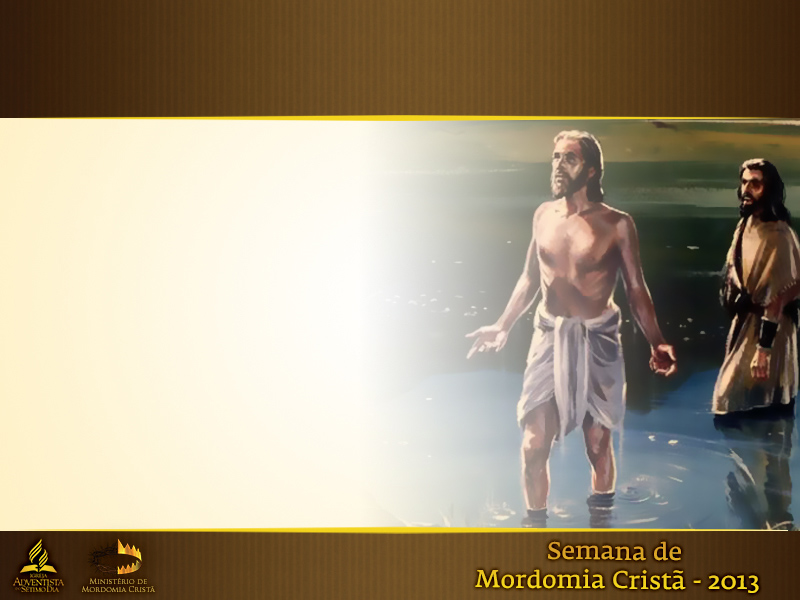 Semana de
Mordomia Cristã - 2013
IGREJA
ADVENTISTA
DO SÉTIMO DIA
MINISTÉRIO DE
MORDOMIA CRISTÃ